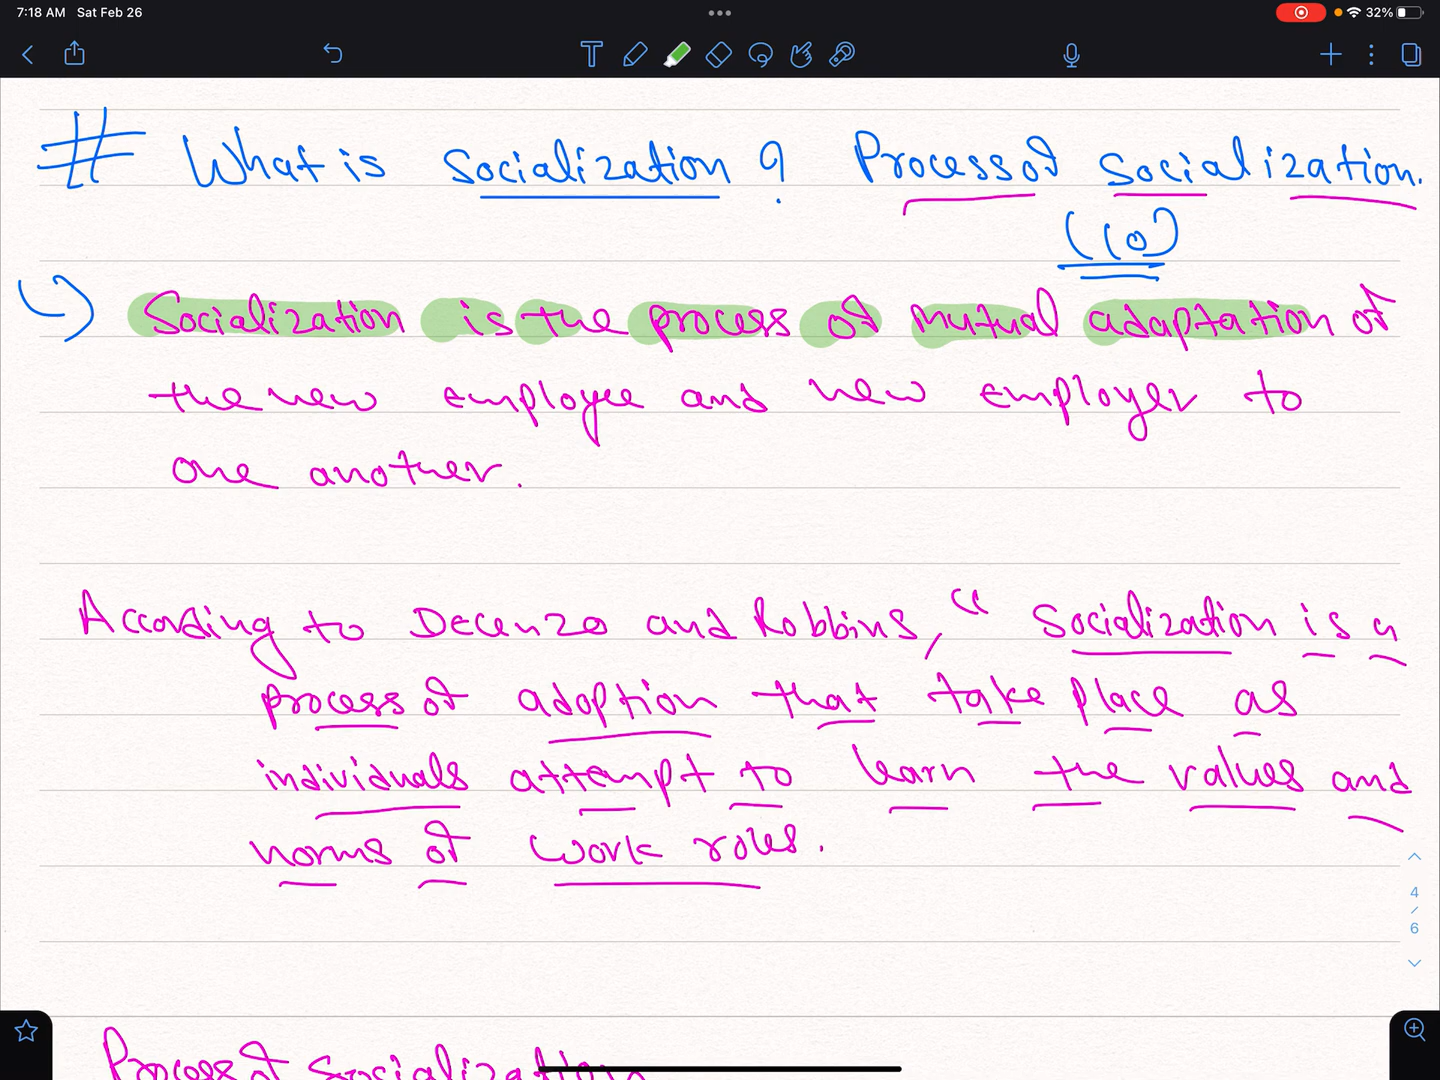 7:18 AM Sat Feb 26
32%
# What is Socialization? Process of Socialization.
(10)
Socialization is the process of mutual adaptation of
the new employee and new employer to
one another.
According to Decenzo and Robbins, "Socialization is a
process of adoption that take place as
individuals attempt to learn the values and
norms of work roles.
4
/
6
Process of Socialization